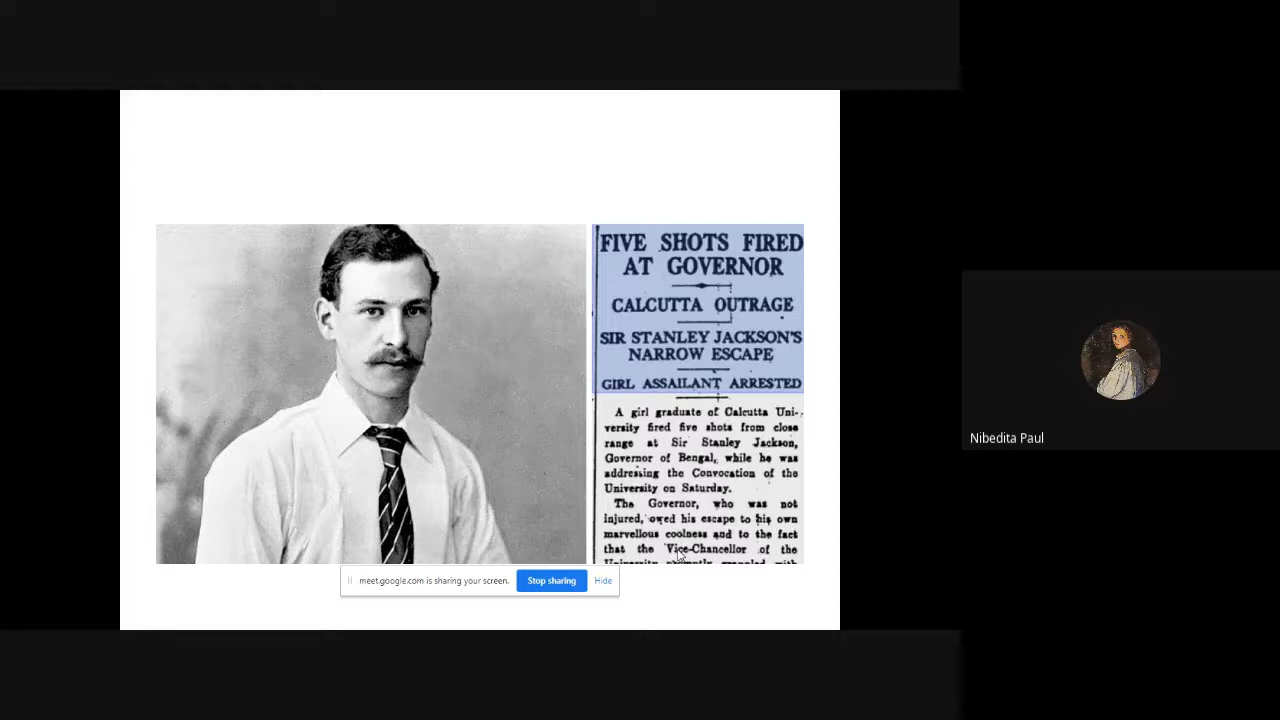 FIVE SHOTS FIRED
AT GOVERNOR
CALCUTTA OUTRAGE
SIR STANLEY JACKSON'S
NARROW ESCAPE
GIRL ASSAILANT ARRESTED
A girl graduate of Calcutta Uni-
versity fired five shots from close
range at Sir Stanley Jackson,
Governor of Bengal, while he was
addressing the Convocation of the
University on Saturday.
The Governor, who was not
injured, owed his escape to his own
marvellous coolness and to the fact
that the Vice-Chancellor of the
University promptly grappled with
meet.google.com is sharing your screen.
Stop sharing
Hide
Nibedita Paul